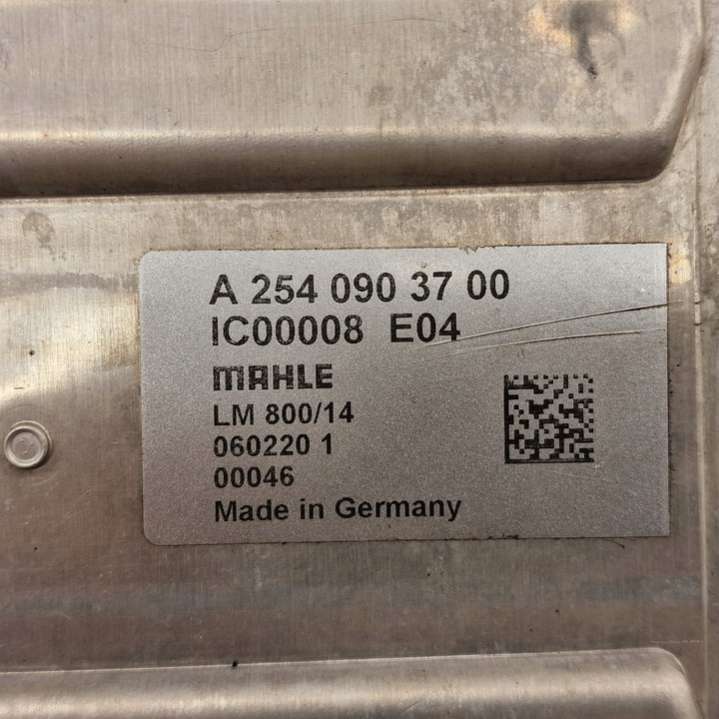 A 254 090 37 00
IC00008 E04
MAHLE
LM 800/14
060220 1
00046
Made in Germany